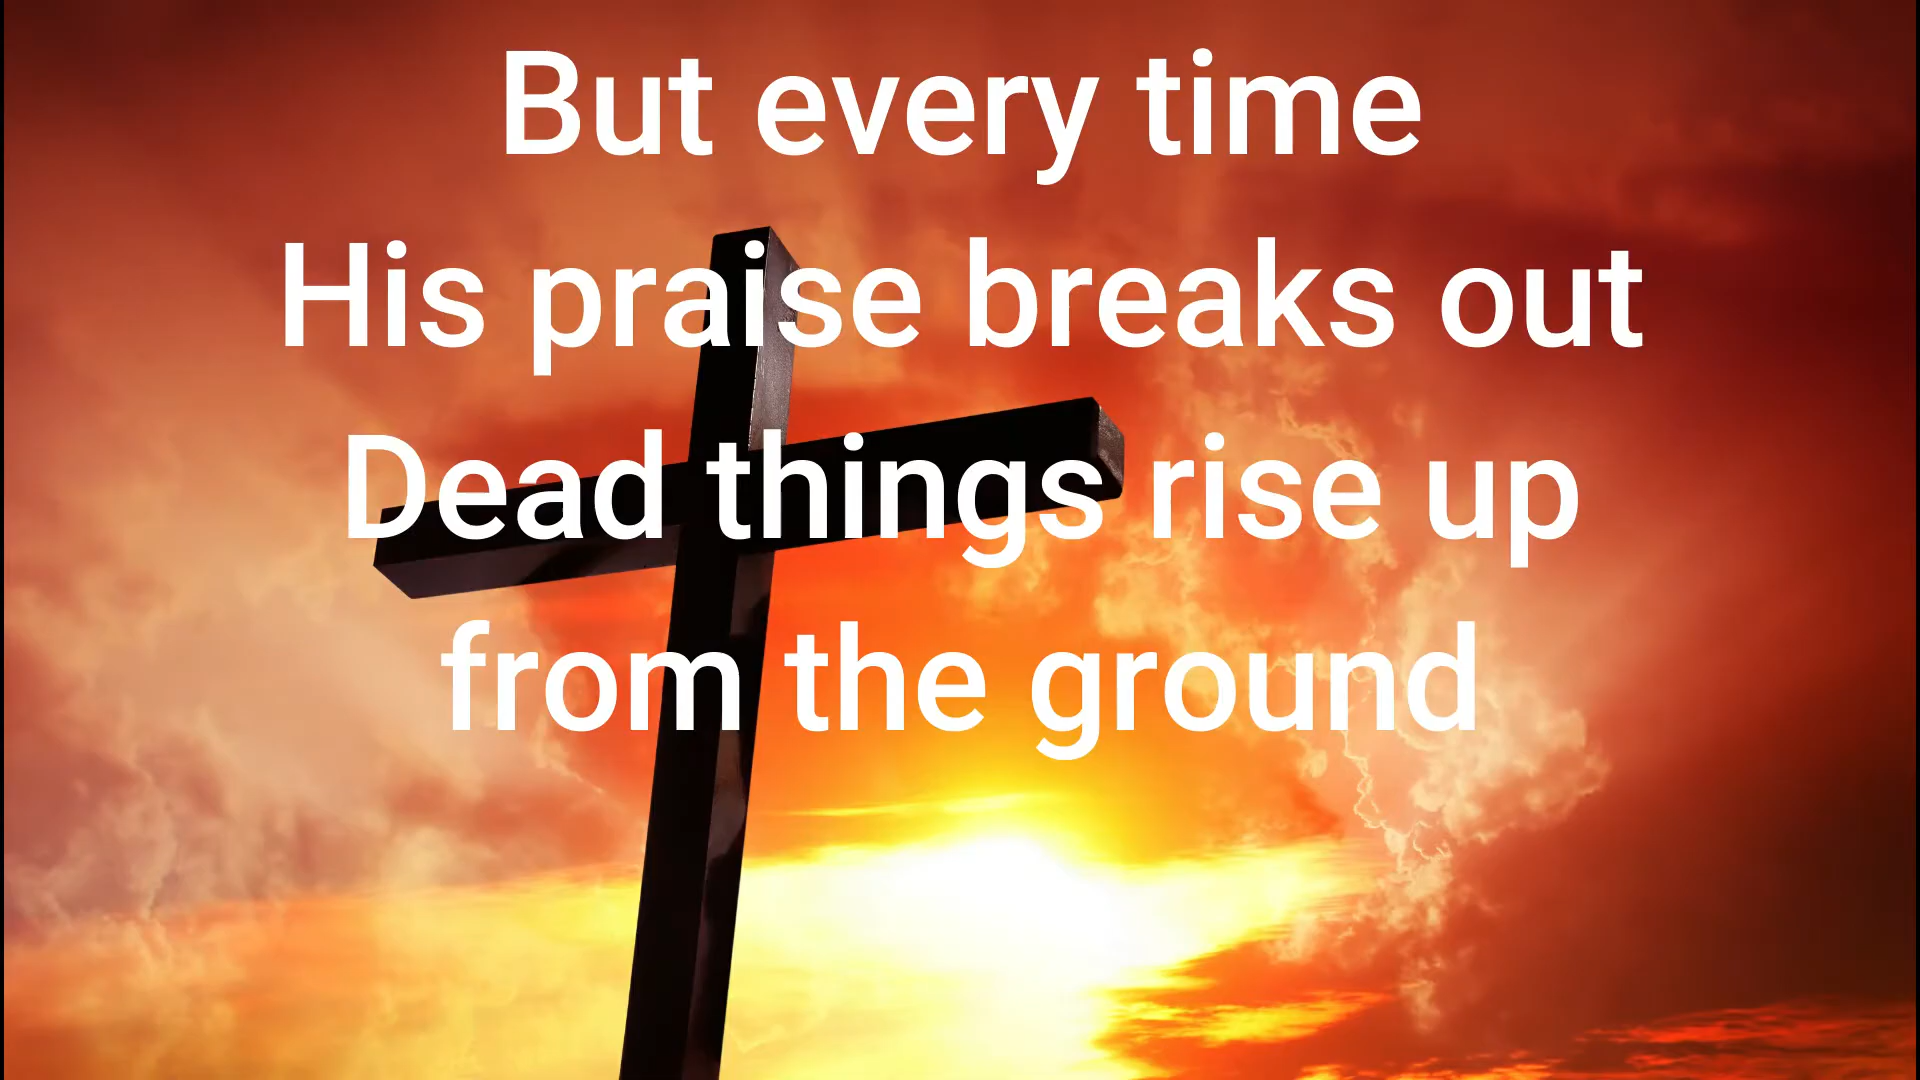 But every time
His praise breaks out
Dead things rise up
from the ground